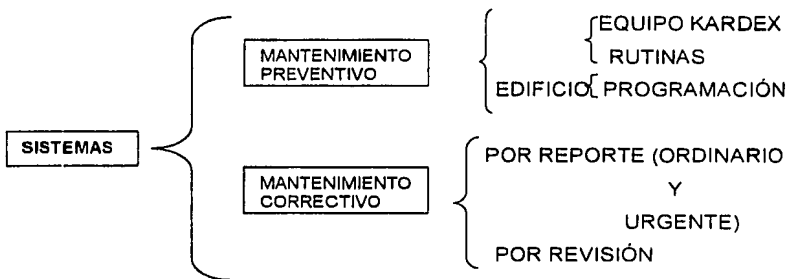 SISTEMAS
MANTENIMIENTO
PREVENTIVO
EQUIPO KARDEX
RUTINAS
EDIFICIO PROGRAMACIÓN
MANTENIMIENTO
CORRECTIVO
POR REPORTE (ORDINARIO
Y
URGENTE)
POR REVISIÓN